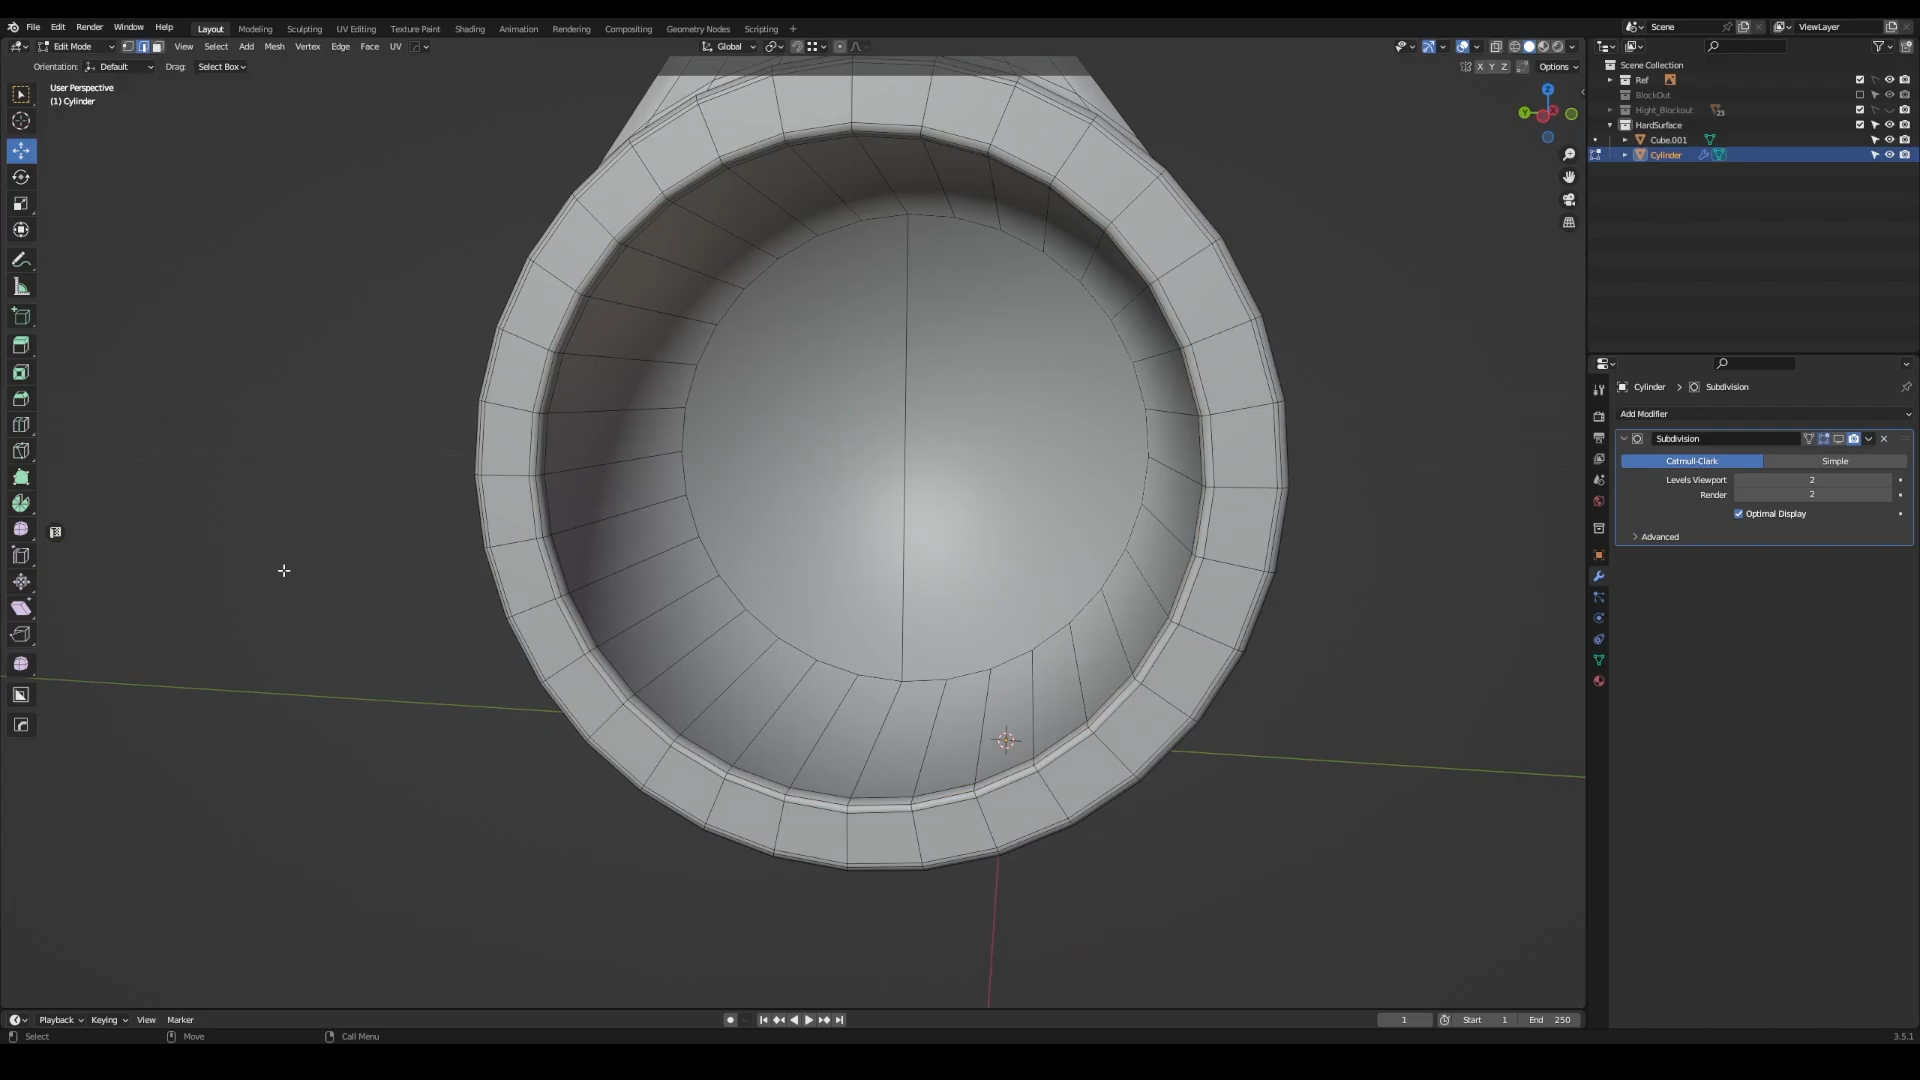 File Edit Render Window Help Layout Modeling Sculpting UV Editing Texture Paint Shading Animation Rendering Compositing Geometry Nodes Scripting + Scene ViewLayer
Edit Mode View Select Add Mesh Vertex Edge Face UV Global
Orientation: Default Drag: Select Box X Y Z Options
User Perspective
(1) Cylinder
Z
Y
X
Scene Collection
Ref
BlockOut
Hight_Blockout 23
HardSurface
Cube.001
Cylinder
Cylinder > Subdivision
Add Modifier
Subdivision
Catmull-Clark Simple
Levels Viewport 2
Render 2
Optimal Display
Advanced
Playback Keying View Marker 1 Start 1 End 250
Select Move Call Menu 3.5.1